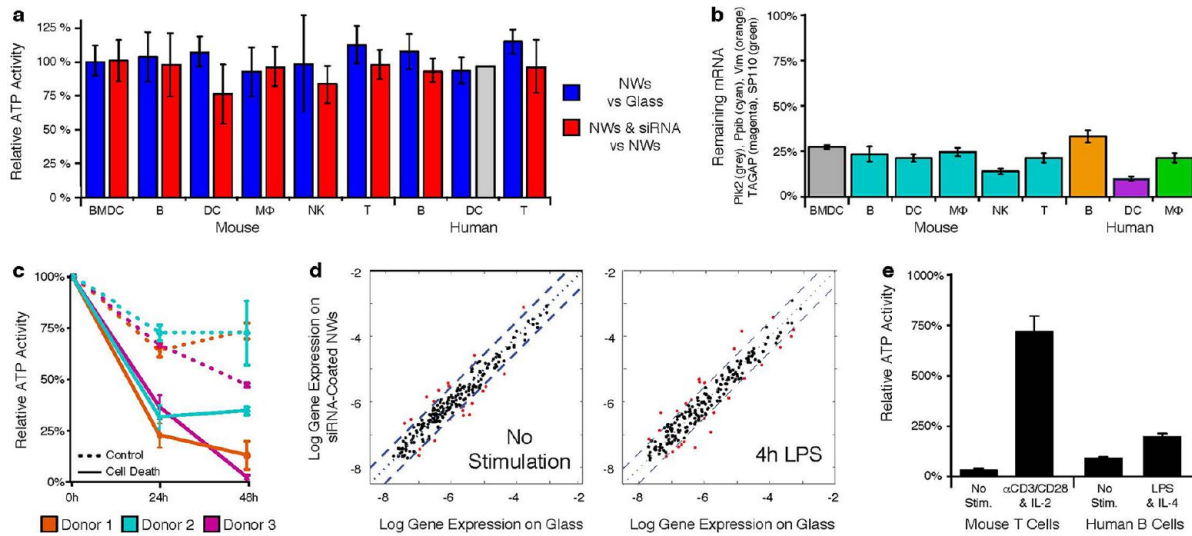 a
Relative ATP Activity
125 %
100 %
75 %
50 %
25 %
0%
BMDC B DC MΦ NK T B DC T
Mouse Human
NWs
vs Glass
NWs & siRNA
vs NWs
b
Remaining mRNA
Plk2 (grey), Ppib (cyan), Vim (orange)
TAGAP (magenta), SP110 (green)
100%
75%
50%
25%
0%
BMDC B DC MΦ NK T B DC MΦ
Mouse Human
c
Relative ATP Activity
100%
75%
50%
25%
0%
Control
Cell Death
0h 24h 48h
Donor 1 Donor 2 Donor 3
d
Log Gene Expression on
siRNA-Coated NWs
-2
-4
-6
-8
No
Stimulation
-8 -6 -4 -2
Log Gene Expression on Glass
-2
-4
-6
-8
4h LPS
-8 -6 -4 -2
Log Gene Expression on Glass
e
Relative ATP Activity
1000%
750%
500%
250%
0%
No
Stim.
αCD3/CD28
& IL-2
No
Stim.
LPS
& IL-4
Mouse T Cells Human B Cells